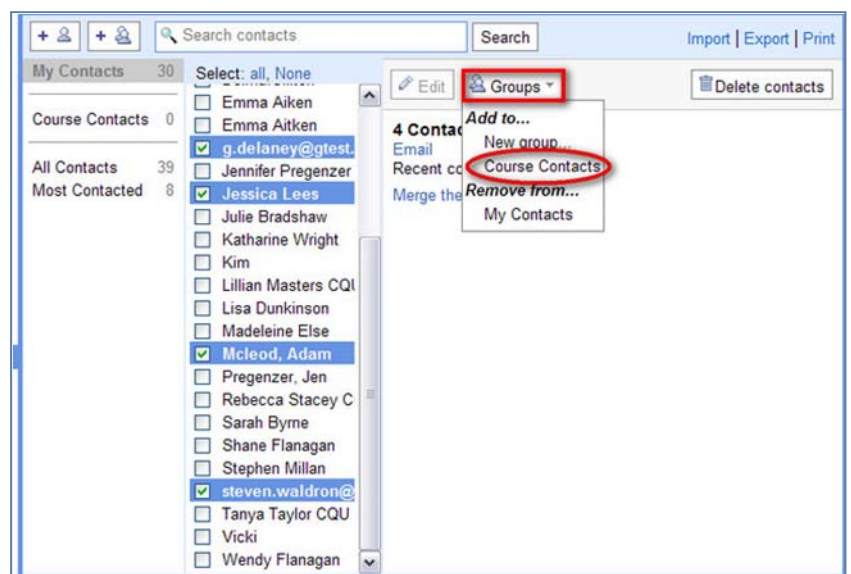 Search contacts
Search
Import | Export | Print
My Contacts 30
Course Contacts 0
All Contacts 39
Most Contacted 8
Select: all, None
Emma Aiken
Emma Aitken
g.delaney@gtest.
Jennifer Pregenzer
Jessica Lees
Julie Bradshaw
Katharine Wright
Kim
Lillian Masters CQU
Lisa Dunkinson
Madeleine Else
Mcleod, Adam
Pregenzer, Jen
Rebecca Stacey C
Sarah Byrne
Shane Flanagan
Stephen Millan
steven.waldron@
Tanya Taylor CQU
Vicki
Wendy Flanagan
Edit
Groups
Delete contacts
4 Contac
Email
Recent co
Merge the
Add to...
New group...
Course Contacts
Remove from...
My Contacts